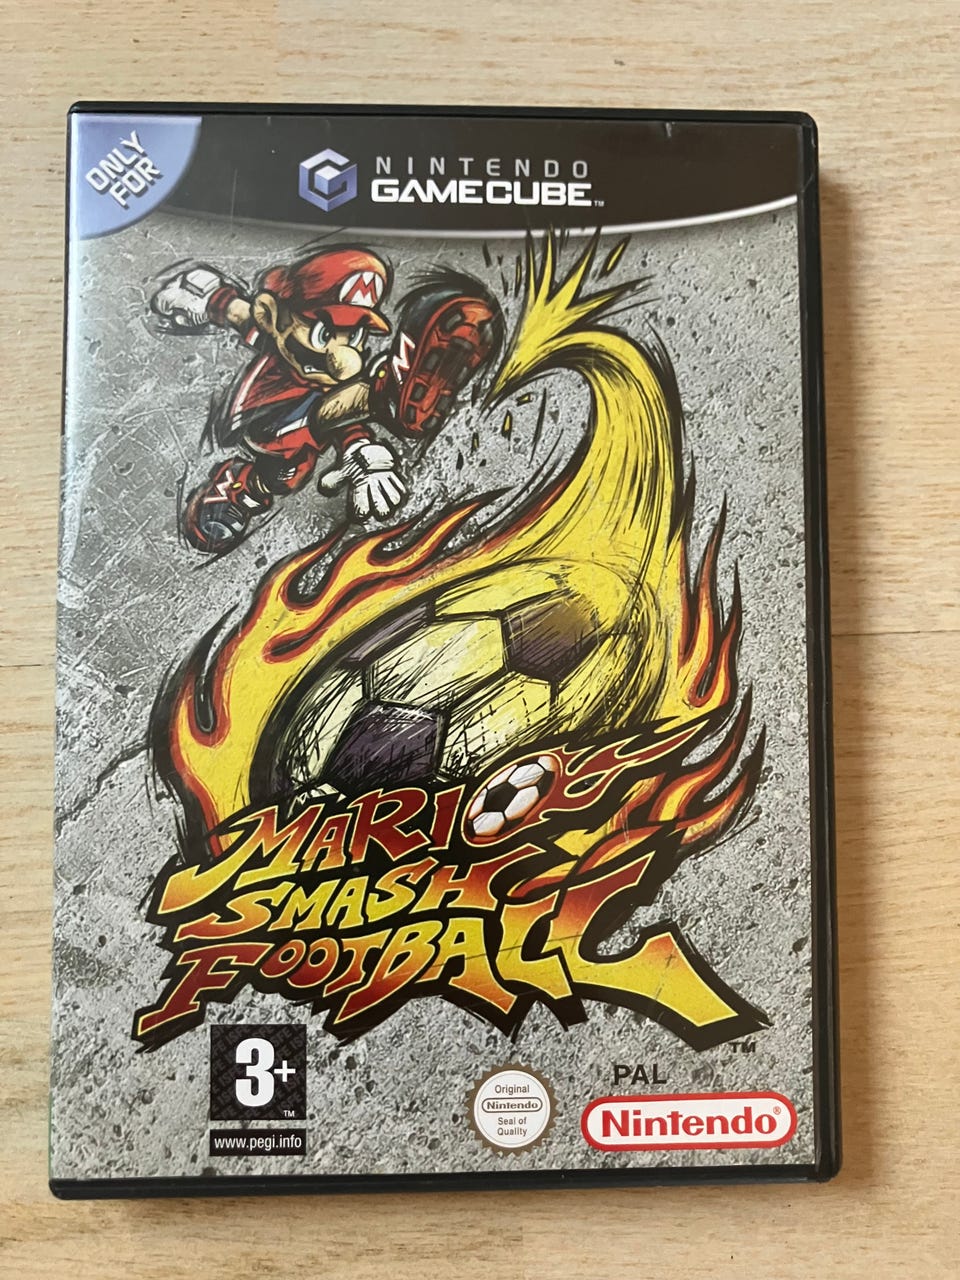 ONLY
FOR
NINTENDO
GAMECUBE™
M
MARIO
SMASH
FOOTBALL
™
3+
™
www.pegi.info
Original
Nintendo
Seal of
Quality
PAL
Nintendo®